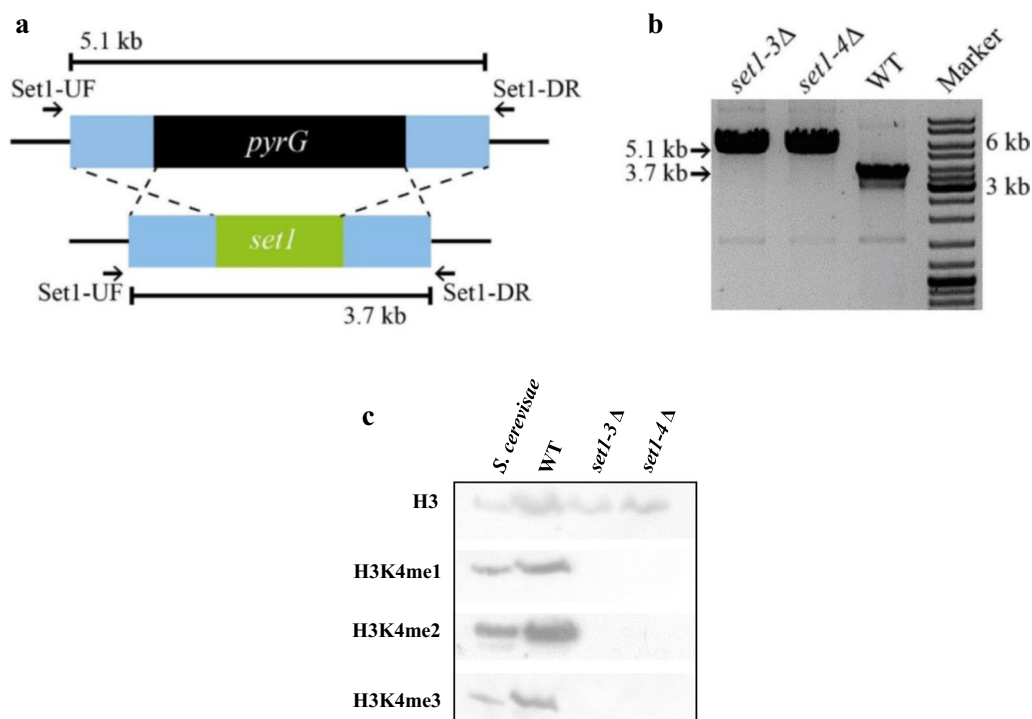 a
5.1 kb
Set1-UF
Set1-DR
pyrG
set1
Set1-UF
Set1-DR
3.7 kb
b
set1-3Δ
set1-4Δ
WT
Marker
5.1 kb
3.7 kb
6 kb
3 kb
c
S. cerevisae
WT
set1-3 Δ
set1-4 Δ
H3
H3K4me1
H3K4me2
H3K4me3